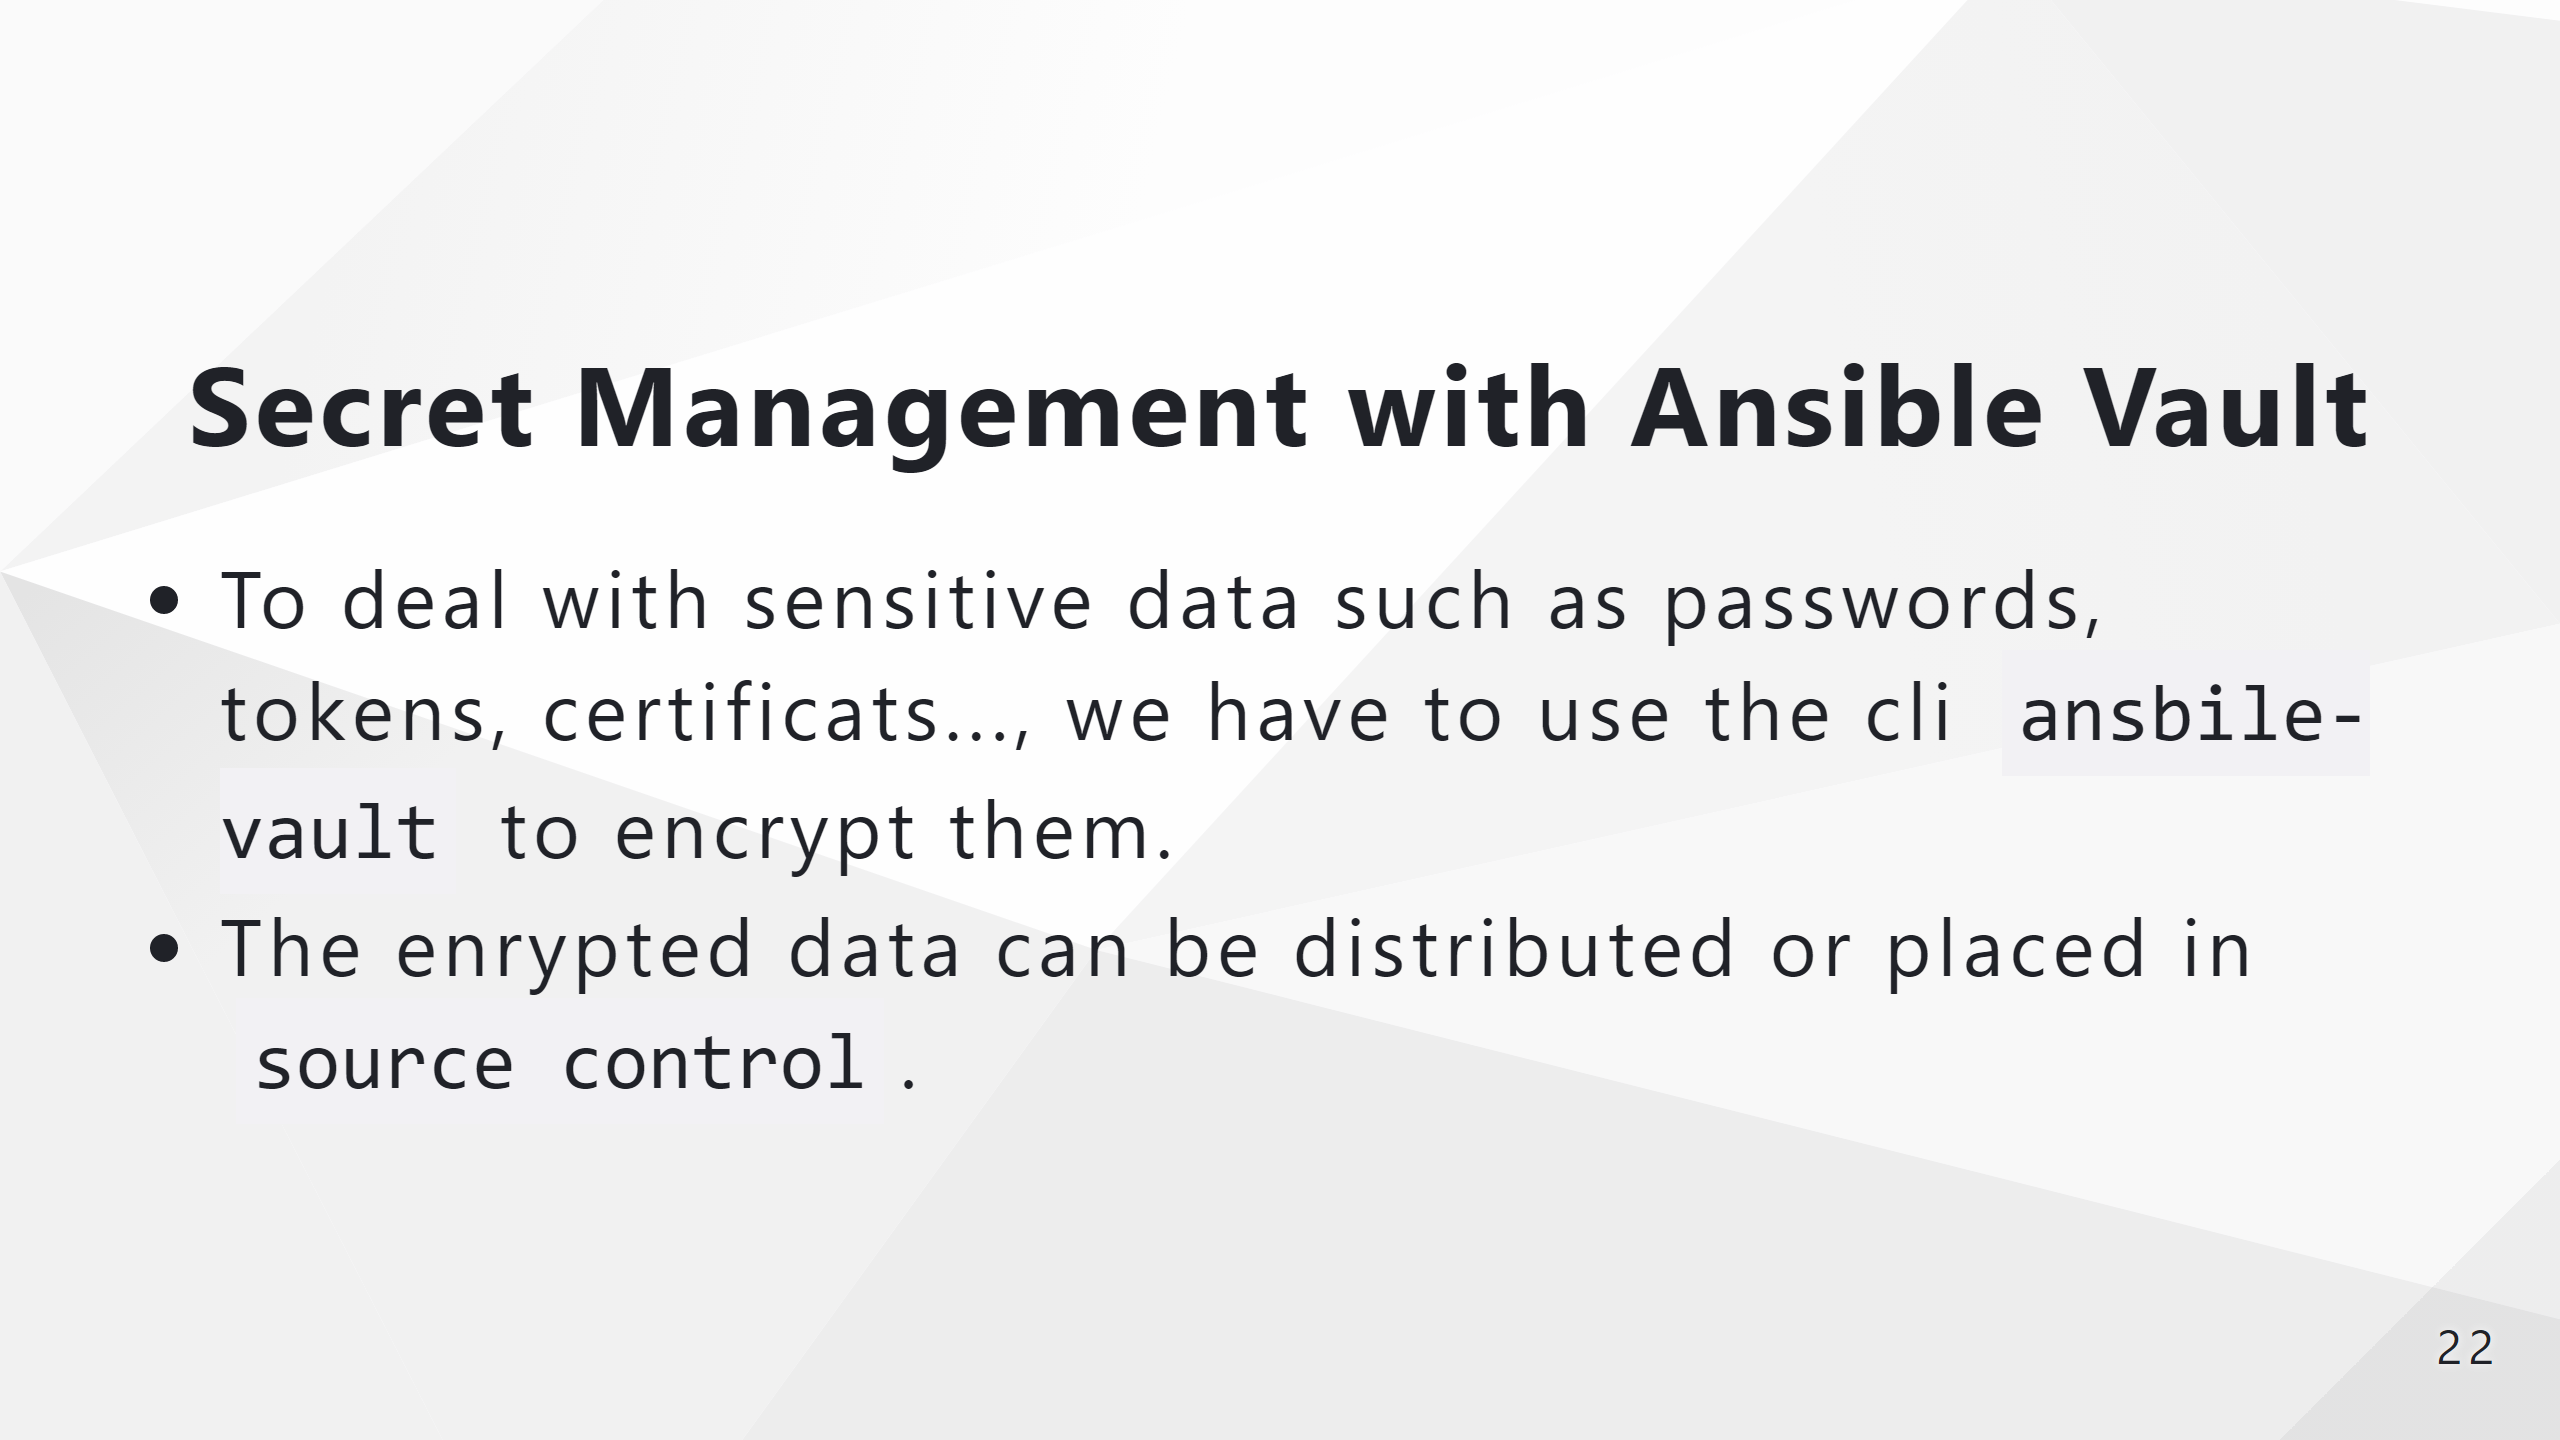 Secret Management with Ansible Vault
• To deal with sensitive data such as passwords,
tokens, certificats..., we have to use the cli ansbile-
vault to encrypt them.
• The enrypted data can be distributed or placed in
source control .
22